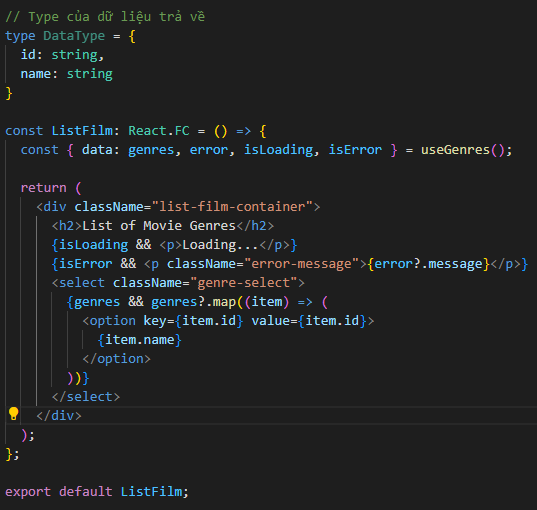 // Type của dữ liệu trả về
type DataType = {
  id: string,
  name: string
}

const ListFilm: React.FC = () => {
  const { data: genres, error, isLoading, isError } = useGenres();

  return (
    <div className="list-film-container">
      <h2>List of Movie Genres</h2>
      {isLoading && <p>Loading...</p>}
      {isError && <p className="error-message">{error?.message}</p>}
      <select className="genre-select">
        {genres && genres?.map((item) => (
          <option key={item.id} value={item.id}>
            {item.name}
          </option>
        ))}
      </select>
    </div>
  );
};

export default ListFilm;